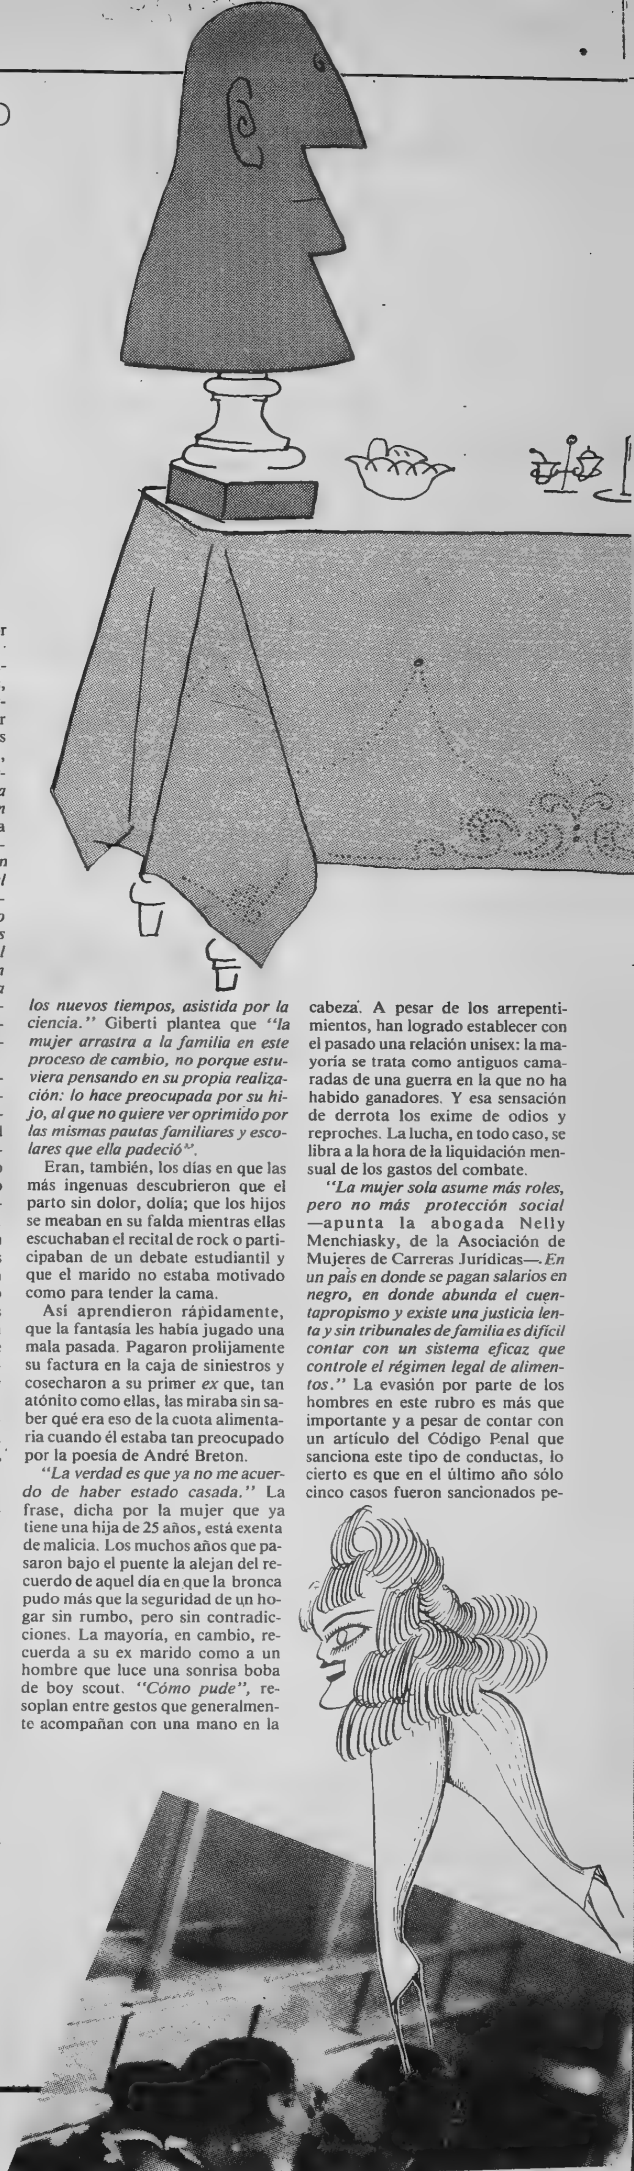 los nuevos tiempos, asistida por la
ciencia.” Giberti plantea que “la
mujer arrastra a la familia en este
proceso de cambio, no porque estu-
viera pensando en su propia realiza-
ción: lo hace preocupada por su hi-
jo, al que no quiere ver oprimido por
las mismas pautas familiares y esco-
lares que ella padeció”.
Eran, también, los días en que las
más ingenuas descubrieron que el
parto sin dolor, dolía; que los hijos
se meaban en su falda mientras ellas
escuchaban el recital de rock o parti-
cipaban de un debate estudiantil y
que el marido no estaba motivado
como para tender la cama.
Así aprendieron rápidamente,
que la fantasía les había jugado una
mala pasada. Pagaron prolijamente
su factura en la caja de siniestros y
cosecharon a su primer ex que, tan
atónito como ellas, las miraba sin sa-
ber qué era eso de la cuota alimenta-
ria cuando él estaba tan preocupado
por la poesía de André Breton.
“La verdad es que ya no me acuer-
do de haber estado casada.” La
frase, dicha por la mujer que ya
tiene una hija de 25 años, está exenta
de malicia. Los muchos años que pa-
saron bajo el puente la alejan del re-
cuerdo de aquel día en que la bronca
pudo más que la seguridad de un ho-
gar sin rumbo, pero sin contradic-
ciones. La mayoría, en cambio, re-
cuerda a su ex marido como a un
hombre que luce una sonrisa boba
de boy scout. “Cómo pude”, re-
soplan entre gestos que generalmen-
te acompañan con una mano en la
cabeza. A pesar de los arrepenti-
mientos, han logrado establecer con
el pasado una relación unisex: la ma-
yoría se trata como antiguos cama-
radas de una guerra en la que no ha
habido ganadores. Y esa sensación
de derrota los exime de odios y
reproches. La lucha, en todo caso, se
libra a la hora de la liquidación men-
sual de los gastos del combate.
“La mujer sola asume más roles,
pero no más protección social
—apunta la abogada Nelly
Menchiasky, de la Asociación de
Mujeres de Carreras Jurídicas—. En
un país en donde se pagan salarios en
negro, en donde abunda el cuen-
tapropismo y existe una justicia len-
ta y sin tribunales de familia es difícil
contar con un sistema eficaz que
controle el régimen legal de alimen-
tos.” La evasión por parte de los
hombres en este rubro es más que
importante y a pesar de contar con
un artículo del Código Penal que
sanciona este tipo de conductas, lo
cierto es que en el último año sólo
cinco casos fueron sancionados pe-